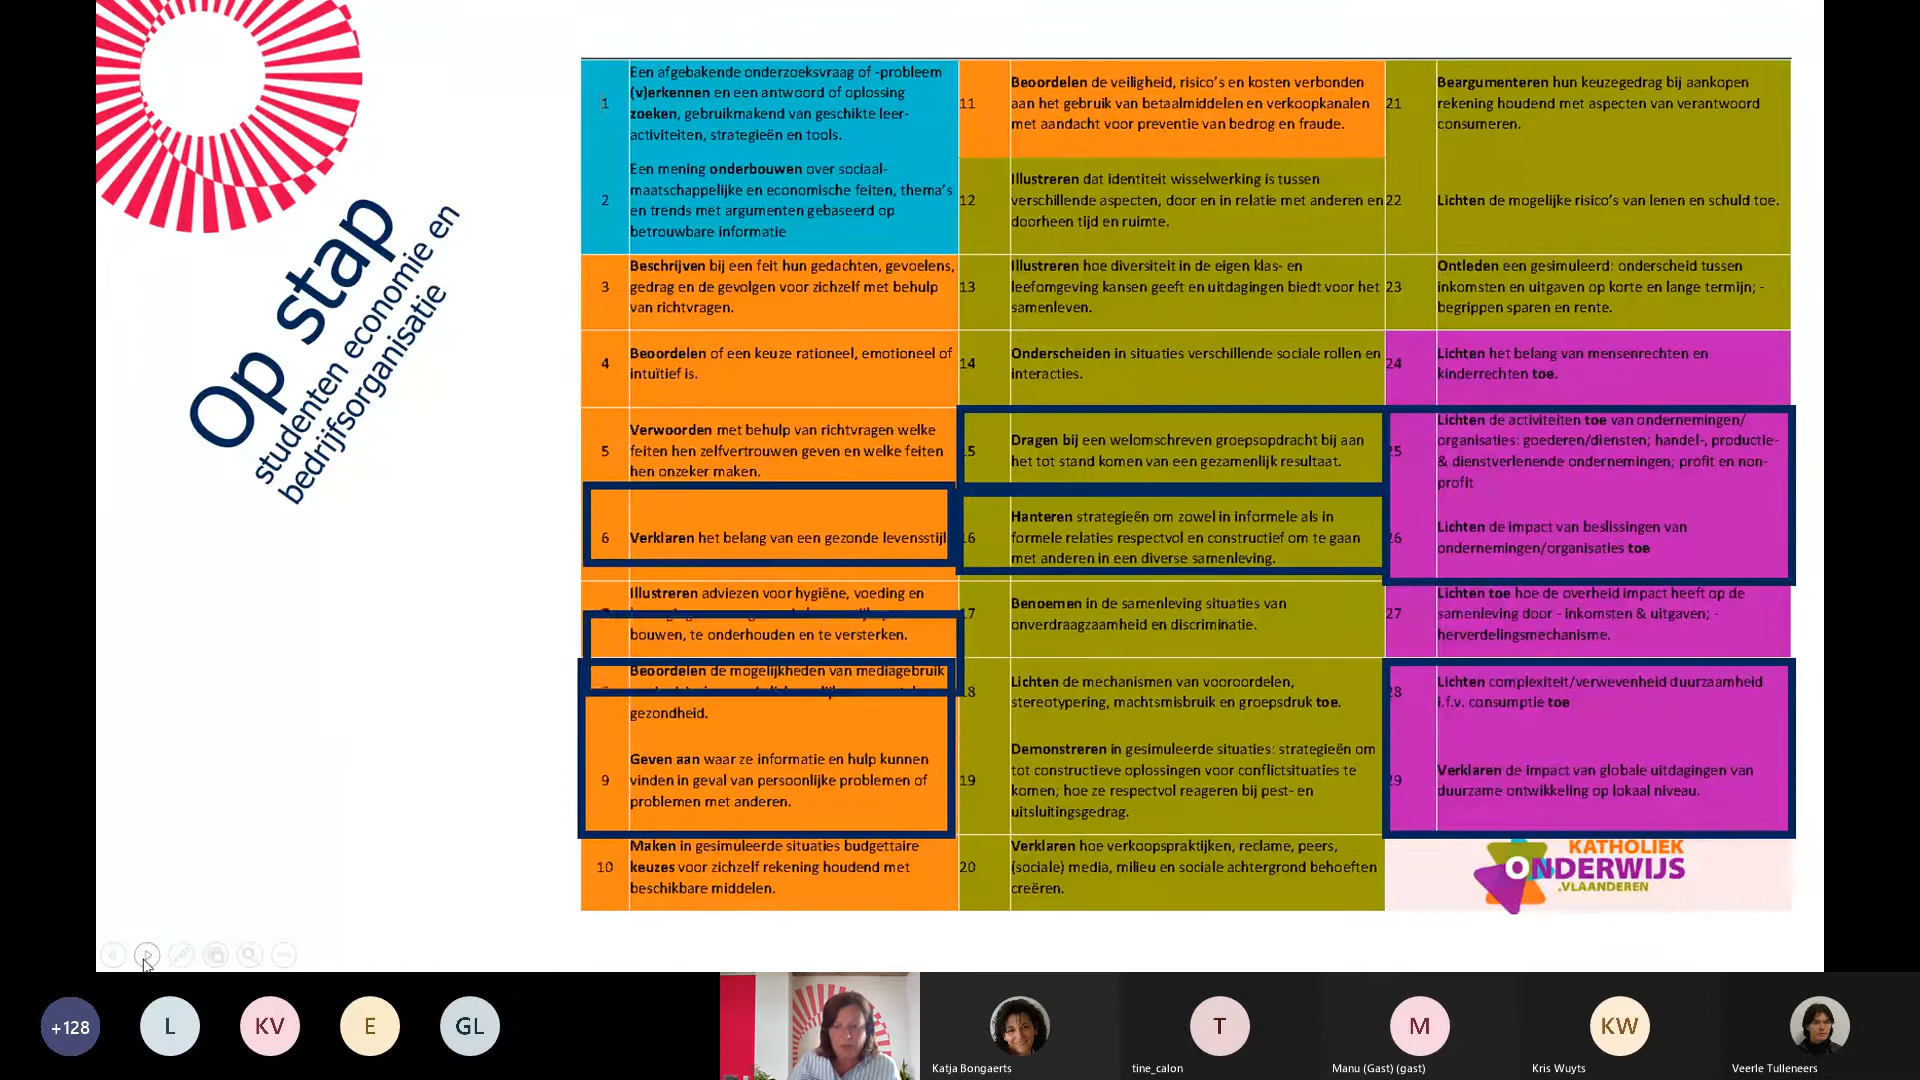 Op stap
studenten economie en
bedrijfsorganisatie
1
Een afgebakende onderzoeksvraag of -probleem
(v)erkennen en een antwoord of oplossing
zoeken, gebruikmakend van geschikte leer-
activiteiten, strategieën en tools.
2
Een mening onderbouwen over sociaal-
maatschappelijke en economische feiten, thema's
en trends met argumenten gebaseerd op
betrouwbare informatie
3
Beschrijven bij een feit hun gedachten, gevoelens,
gedrag en de gevolgen voor zichzelf met behulp
van richtvragen.
4
Beoordelen of een keuze rationeel, emotioneel of
intuïtief is.
5
Verwoorden met behulp van richtvragen welke
feiten hen zelfvertrouwen geven en welke feiten
hen onzeker maken.
6
Verklaren het belang van een gezonde levensstijl
Illustreren adviezen voor hygiëne, voeding en
bouwen, te onderhouden en te versterken.
Beoordelen de mogelijkheden van mediagebruik
gezondheid.
9
Geven aan waar ze informatie en hulp kunnen
vinden in geval van persoonlijke problemen of
problemen met anderen.
10
Maken in gesimuleerde situaties budgettaire
keuzes voor zichzelf rekening houdend met
beschikbare middelen.
11
Beoordelen de veiligheid, risico's en kosten verbonden
aan het gebruik van betaalmiddelen en verkoopkanalen
met aandacht voor preventie van bedrog en fraude.
12
Illustreren dat identiteit wisselwerking is tussen
verschillende aspecten, door en in relatie met anderen en
doorheen tijd en ruimte.
13
Illustreren hoe diversiteit in de eigen klas- en
leefomgeving kansen geeft en uitdagingen biedt voor het
samenleven.
14
Onderscheiden in situaties verschillende sociale rollen en
interacties.
15
Dragen bij een welomschreven groepsopdracht bij aan
het tot stand komen van een gezamenlijk resultaat.
16
Hanteren strategieën om zowel in informele als in
formele relaties respectvol en constructief om te gaan
met anderen in een diverse samenleving.
17
Benoemen in de samenleving situaties van
onverdraagzaamheid en discriminatie.
18
Lichten de mechanismen van vooroordelen,
stereotypering, machtsmisbruik en groepsdruk toe.
19
Demonstreren in gesimuleerde situaties: strategieën om
tot constructieve oplossingen voor conflictsituaties te
komen; hoe ze respectvol reageren bij pest- en
uitsluitingsgedrag.
20
Verklaren hoe verkoopspraktijken, reclame, peers,
(sociale) media, milieu en sociale achtergrond behoeften
creëren.
21
Beargumenteren hun keuzegedrag bij aankopen
rekening houdend met aspecten van verantwoord
consumeren.
22
Lichten de mogelijke risico's van lenen en schuld toe.
23
Ontleden een gesimuleerd: onderscheid tussen
inkomsten en uitgaven op korte en lange termijn; -
begrippen sparen en rente.
24
Lichten het belang van mensenrechten en
kinderrechten toe.
25
Lichten de activiteiten toe van ondernemingen/
organisaties: goederen/diensten; handel-, productie-
& dienstverlenende ondernemingen; profit en non-
profit
26
Lichten de impact van beslissingen van
ondernemingen/organisaties toe
27
Lichten toe hoe de overheid impact heeft op de
samenleving door - inkomsten & uitgaven; -
herverdelingsmechanisme.
28
Lichten complexiteit/verwevenheid duurzaamheid
i.f.v. consumptie toe
29
Verklaren de impact van globale uitdagingen van
duurzame ontwikkeling op lokaal niveau.
KATHOLIEK
ONDERWIJS
.VLAANDEREN
+128
L
KV
E
GL
T
M
KW
Katja Bongaerts
tine_calon
Manu (Gast) (gast)
Kris Wuyts
Veerle Tulleneers